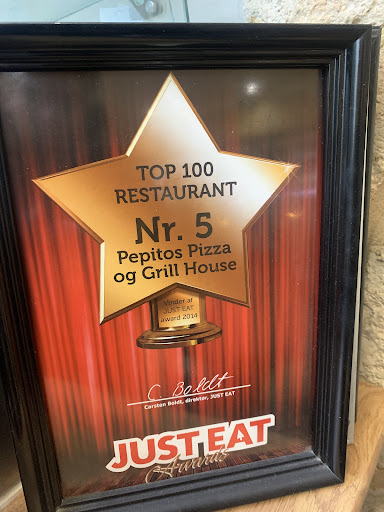 TOP 100
RESTAURANT
Nr. 5
Pepitos Pizza
og Grill House
Vinder af
JUST EAT
award 2014
C Boldt
Carsten Boldt, direktør, JUST EAT
JUST EAT
Awards